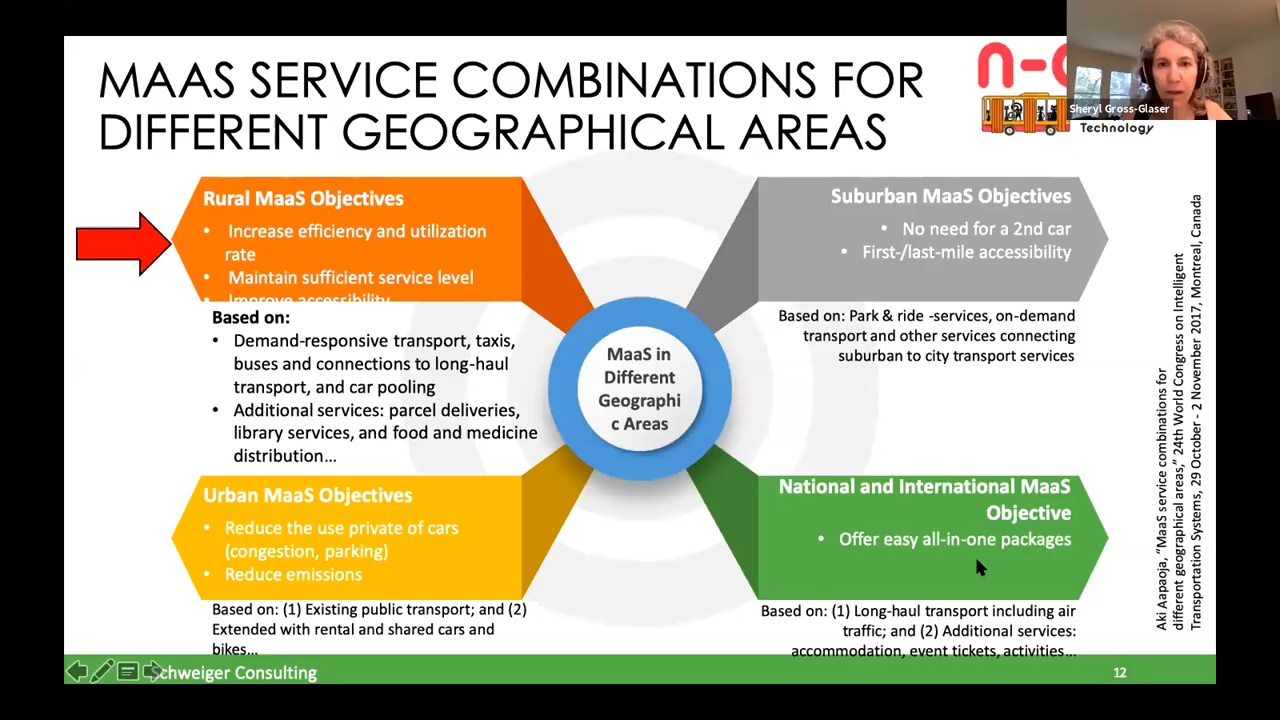 MAAS SERVICE COMBINATIONS FOR
DIFFERENT GEOGRAPHICAL AREAS
n-c
Sheryl Gross-Glaser
Technology
Rural MaaS Objectives
• Increase efficiency and utilization
rate
• Maintain sufficient service level
• Improve accessibility
Based on:
• Demand-responsive transport, taxis,
buses and connections to long-haul
transport, and car pooling
• Additional services: parcel deliveries,
library services, and food and medicine
distribution...
Suburban MaaS Objectives
• No need for a 2nd car
• First-/last-mile accessibility
Based on: Park & ride -services, on-demand
transport and other services connecting
suburban to city transport services
MaaS in
Different
Geographi
c Areas
Urban MaaS Objectives
• Reduce the use private of cars
(congestion, parking)
• Reduce emissions
Based on: (1) Existing public transport; and (2)
Extended with rental and shared cars and
bikes...
National and International MaaS
Objective
• Offer easy all-in-one packages
Based on: (1) Long-haul transport including air
traffic; and (2) Additional services:
accommodation, event tickets, activities...
Aki Aapaoja, “MaaS service combinations for
different geographical areas,” 24th World Congress on Intelligent
Transportation Systems, 29 October - 2 November 2017, Montreal, Canada
Schweiger Consulting
12